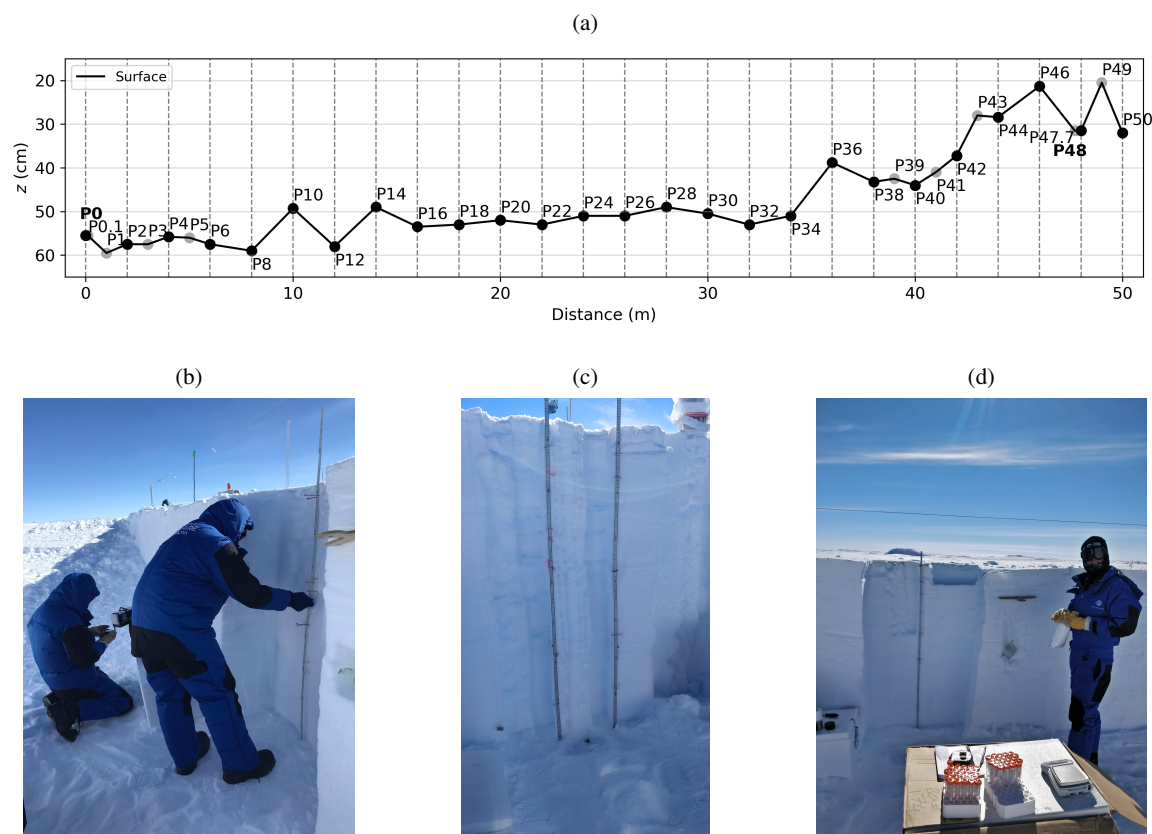 (a)
Surface
z (cm)
20
30
40
50
60
P0
P0.1
P1
P2
P3
P4
P5
P6
P8
P10
P12
P14
P16
P18
P20
P22
P24
P26
P28
P30
P32
P34
P36
P38
P39
P40
P41
P42
P43
P44
P46
P47.7
P48
P49
P50
0
10
20
30
40
50
Distance (m)
(b)
(c)
(d)